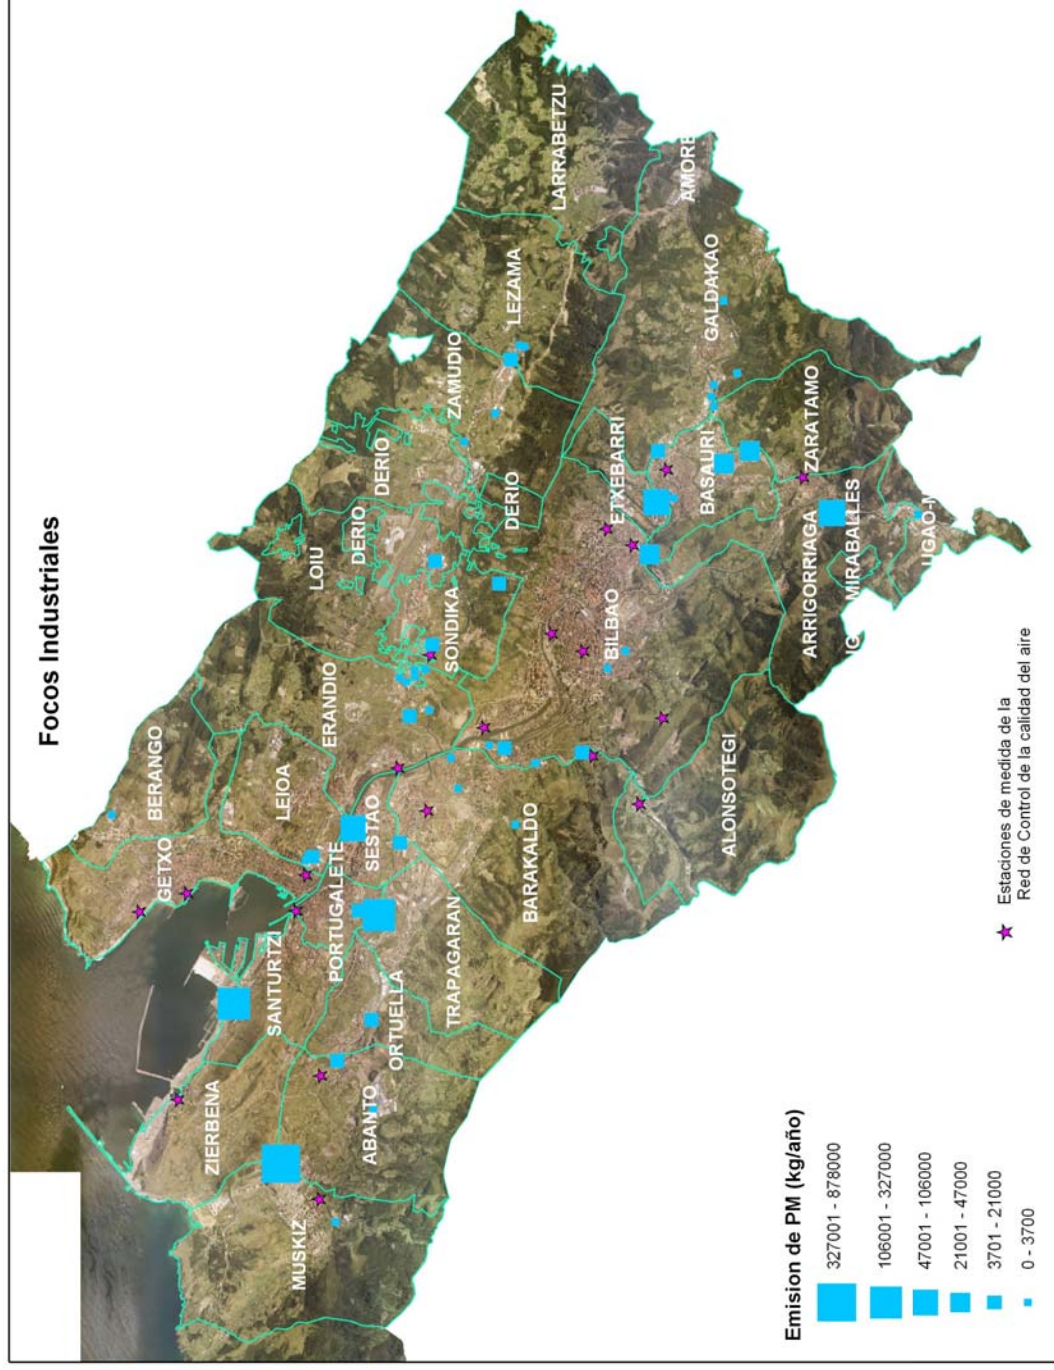 Focos Industriales
BERANGO
GETXO
LEIOA
ERANDIO
LOIU
DERIO
DERIO
ZAMUDIO
LEZAMA
LARRABETZU
DERIO
SONDIKA
SANTURTZI
PORTUGALETE
SESTAO
ZIERBENA
MUSKIZ
ABANTO
ORTUELLA
TRAPAGARAN
BARAKALDO
ALONSOTEGI
BILBAO
ETXEBARRI
BASAURI
GALDAKAO
AMOREB
ZARATAMO
ARRIGORRIAGA
MIRABALLES
UGAO-M
Emision de PM (kg/año)
327001 - 878000
106001 - 327000
47001 - 106000
21001 - 47000
3701 - 21000
0 - 3700
Estaciones de medida de la
Red de Control de la calidad del aire